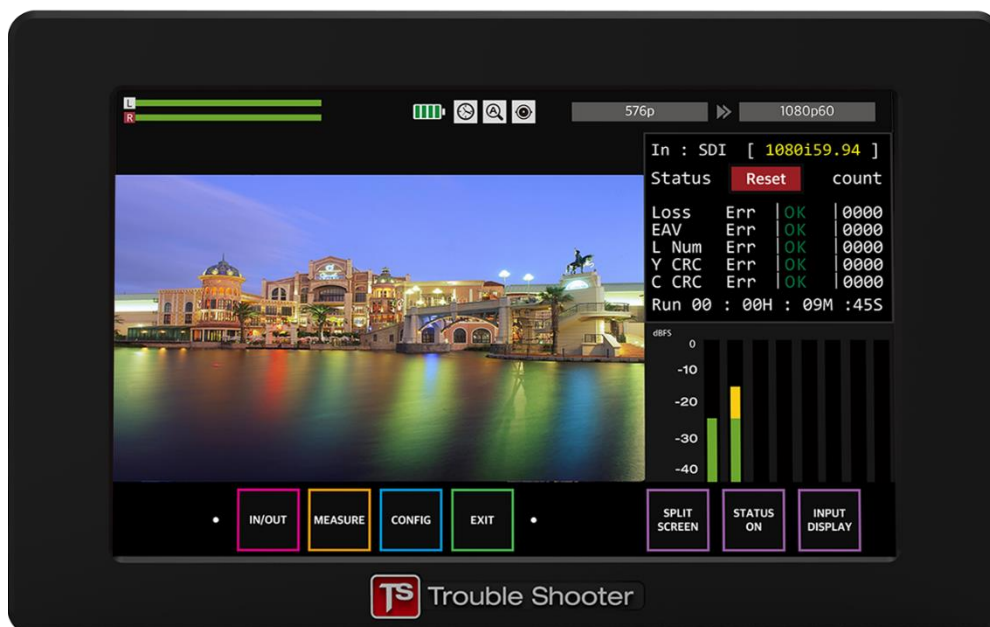 L
R
576p
1080p60
In : SDI [ 1080i59.94 ]
Status Reset count
Loss Err |OK |0000
EAV Err |OK |0000
L Num Err |OK |0000
Y CRC Err |OK |0000
C CRC Err |OK |0000
Run 00 : 00H : 09M :45S
dBFS
0
-10
-20
-30
-40
IN/OUT
MEASURE
CONFIG
EXIT
SPLIT
SCREEN
STATUS
ON
INPUT
DISPLAY
TS Trouble Shooter